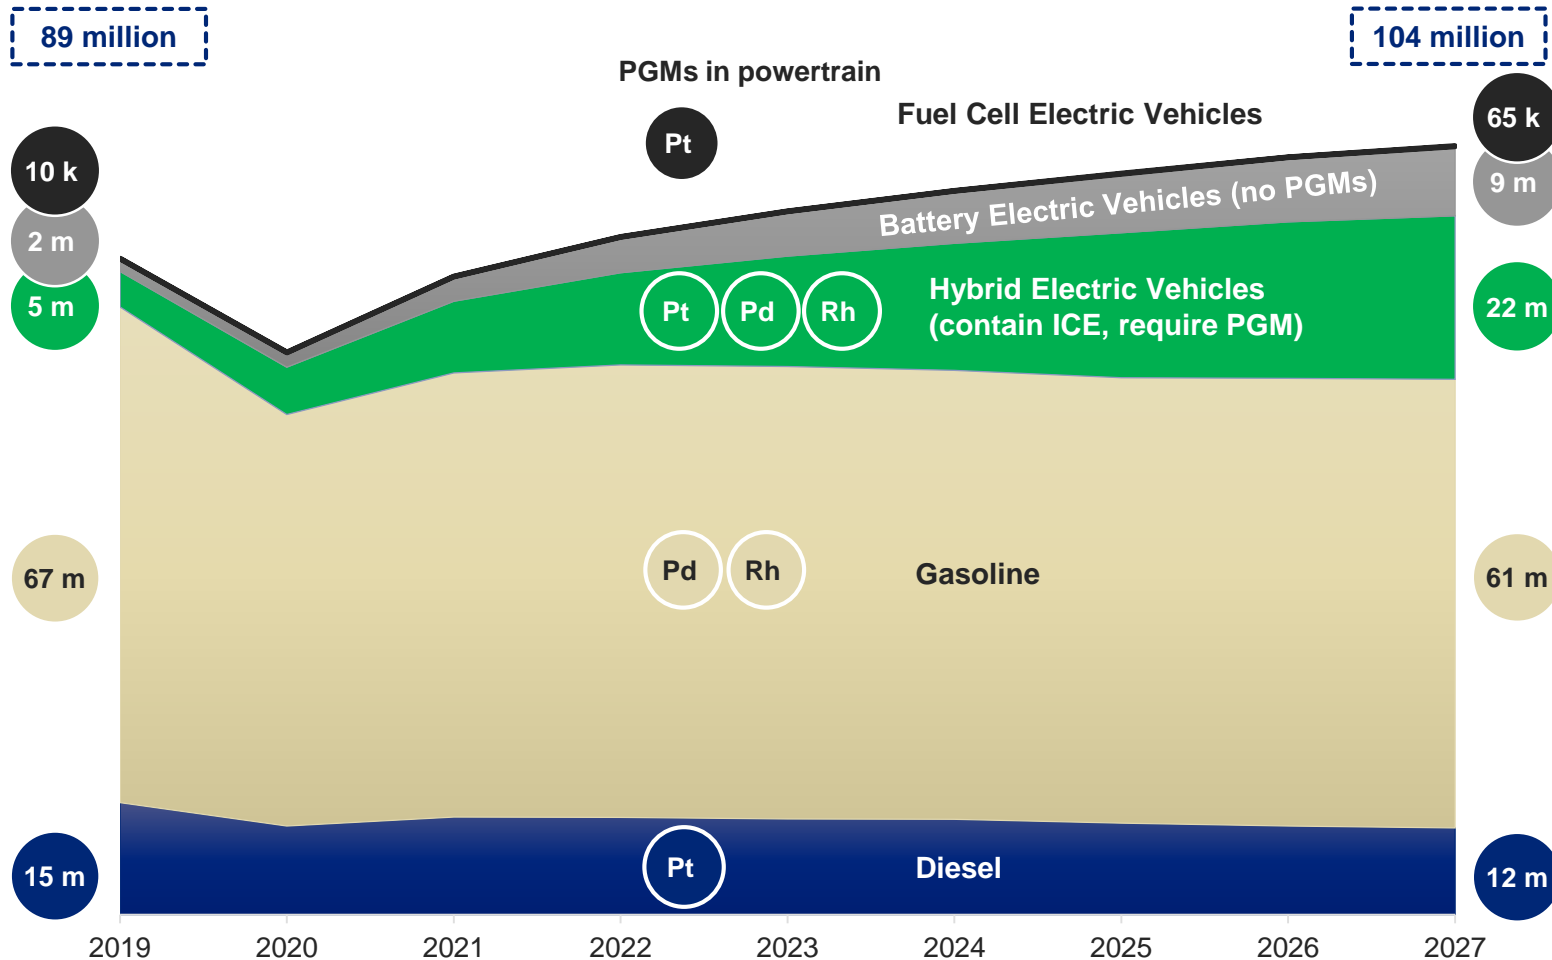 89 million
104 million
PGMs in powertrain
Fuel Cell Electric Vehicles
65 k
Pt
10 k
9 m
Battery Electric Vehicles (no PGMs)
2 m
5 m
Pt Pd Rh
Hybrid Electric Vehicles
(contain ICE, require PGM)
22 m
67 m
Pd Rh
Gasoline
61 m
15 m
Pt
Diesel
12 m
2019 2020 2021 2022 2023 2024 2025 2026 2027